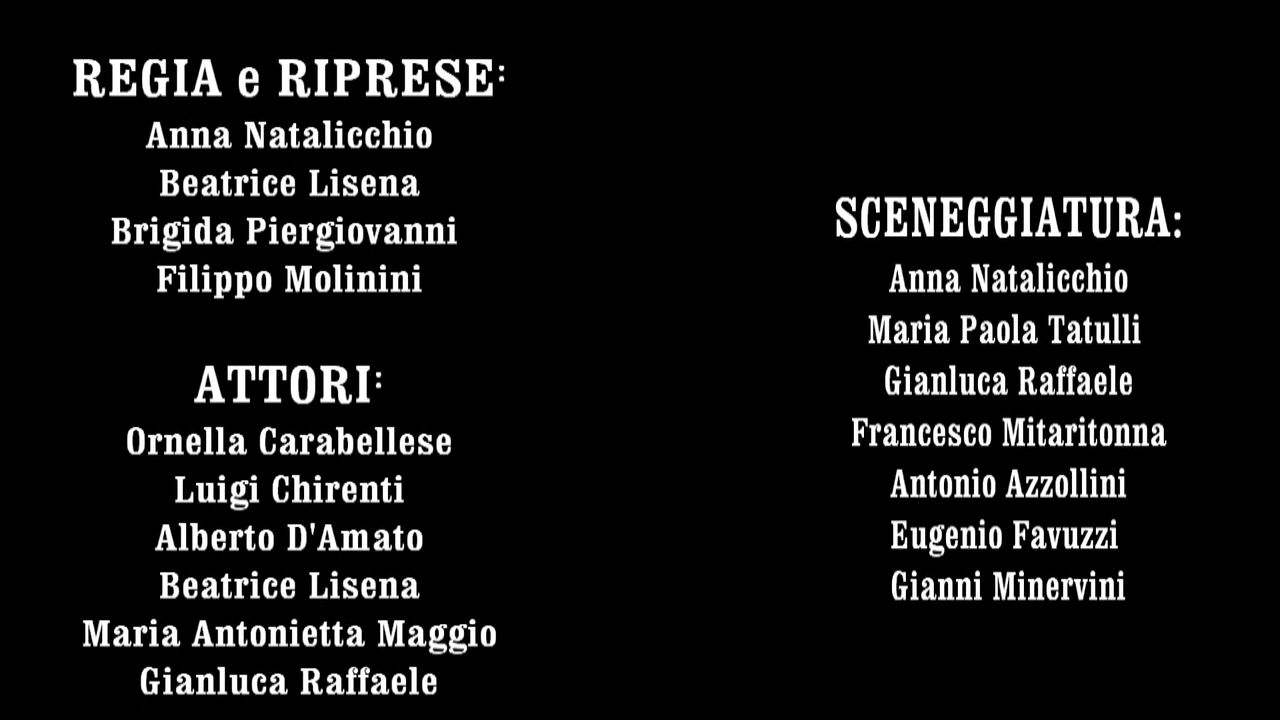 REGIA e RIPRESE:
Anna Natalicchio
Beatrice Lisena
Brigida Piergiovanni
Filippo Molinini
ATTORI:
Ornella Carabellese
Luigi Chirenti
Alberto D'Amato
Beatrice Lisena
Maria Antonietta Maggio
Gianluca Raffaele
SCENEGGIATURA:
Anna Natalicchio
Maria Paola Tatulli
Gianluca Raffaele
Francesco Mitaritonna
Antonio Azzollini
Eugenio Favuzzi
Gianni Minervini